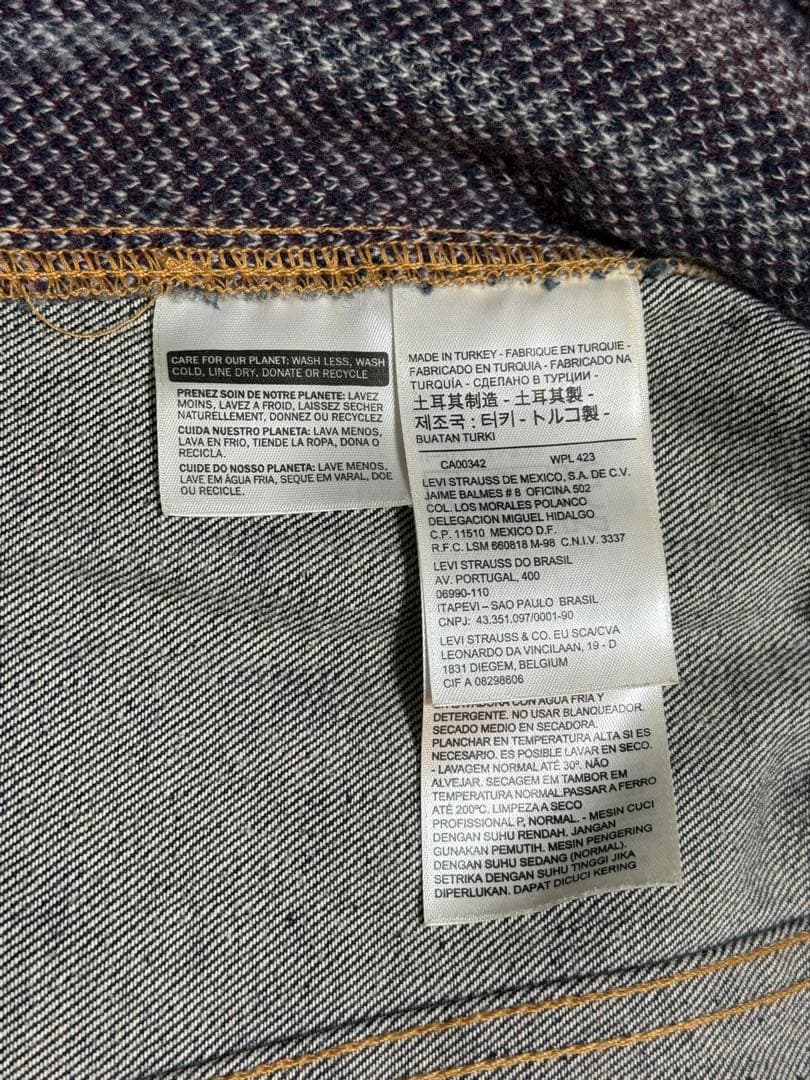 CARE FOR OUR PLANET: WASH LESS, WASH
COLD, LINE DRY, DONATE OR RECYCLE
PRENEZ SOIN DE NOTRE PLANETE: LAVEZ
MOINS, LAVEZ A FROID, LAISSEZ SECHER
NATURELLEMENT, DONNEZ OU RECYCLEZ
CUIDA NUESTRO PLANETA: LAVA MENOS,
LAVA EN FRIO, TIENDE LA ROPA, DONA O
RECICLA.
CUIDE DO NOSSO PLANETA: LAVE MENOS,
LAVE EM ÁGUA FRIA, SEQUE EM VARAL, DOE
OU RECICLE.
MADE IN TURKEY - FABRIQUE EN TURQUIE -
FABRICADO EN TURQUIA - FABRICADO NA
TURQUÍA - СДЕЛАНО В ТУРЦИИ -
土耳其制造 - 土耳其製 -
제조국 : 터키 - トルコ製 -
BUATAN TURKI
CA00342 WPL 423
LEVI STRAUSS DE MEXICO, S.A. DE C.V.
JAIME BALMES # 8 OFICINA 502
COL. LOS MORALES POLANCO
DELEGACION MIGUEL HIDALGO
C.P. 11510 MEXICO D.F.
R.F.C. LSM 660818 M-98 C.N.I.V. 3337
LEVI STRAUSS DO BRASIL
AV. PORTUGAL, 400
06990-110
ITAPEVI – SAO PAULO BRASIL
CNPJ: 43.351.097/0001-90
LEVI STRAUSS & CO. EU SCA/CVA
LEONARDO DA VINCILAAN, 19 - D
1831 DIEGEM, BELGIUM
CIF A 08298606
CON AGUA FRIA Y
DETERGENTE. NO USAR BLANQUEADOR.
SECADO MEDIO EN SECADORA.
PLANCHAR EN TEMPERATURA ALTA SI ES
NECESARIO. ES POSIBLE LAVAR EN SECO.
- LAVAGEM NORMAL ATÉ 30º. NÃO
ALVEJAR. SECAGEM EM TAMBOR EM
TEMPERATURA NORMAL.PASSAR A FERRO
ATÉ 200ºC. LIMPEZA A SECO
PROFISSIONAL P, NORMAL. - MESIN CUCI
DENGAN SUHU RENDAH. JANGAN
GUNAKAN PEMUTIH. MESIN PENGERING
DENGAN SUHU SEDANG (NORMAL).
SETRIKA DENGAN SUHU TINGGI JIKA
DIPERLUKAN. DAPAT DICUCI KERING